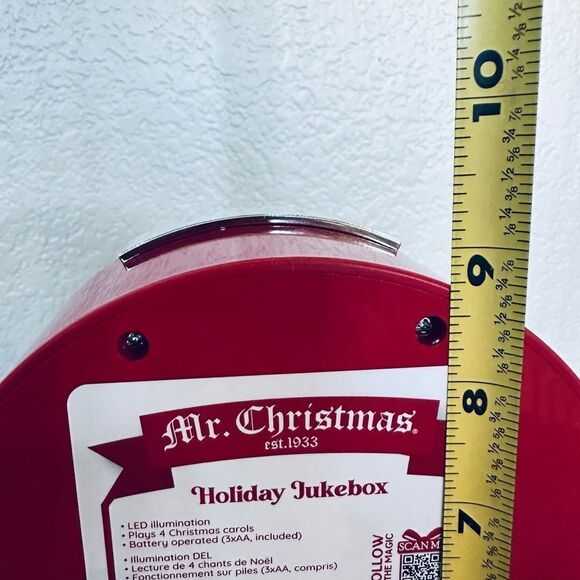 Mr. Christmas®
est.1933
Holiday Jukebox
• LED illumination
• Plays 4 Christmas carols
• Battery operated (3xAA, included)
• Illumination DEL
• Lecture de 4 chants de Noël
• Fonctionnement sur piles (3xAA, compris)
FOLLOW
THE MAGIC
SCAN M
10
9
8
7